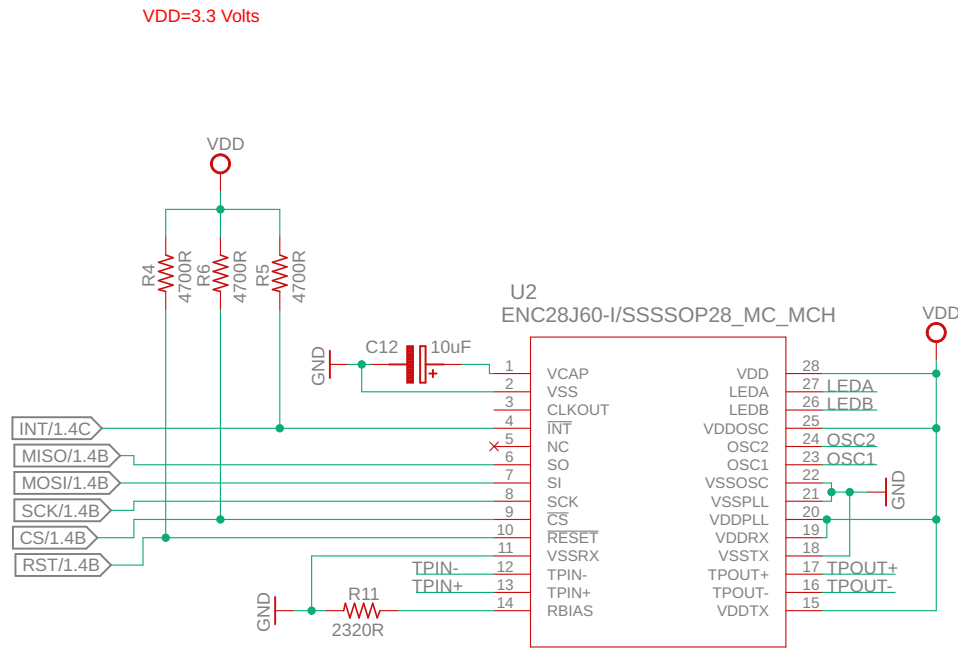 VDD=3.3 Volts
VDD
R4
4700R
R6
4700R
R5
4700R
U2
ENC28J60-I/SSSSOP28_MC_MCH
VDD
GND
C12
10uF
+
1 VCAP
2 VSS
3 CLKOUT
4 INT
5 NC
6 SO
7 SI
8 SCK
9 CS
10 RESET
11 VSSRX
12 TPIN-
13 TPIN+
14 RBIAS
VDD 28
LEDA 27 LEDA
LEDB 26 LEDB
VDDOSC 25
OSC2 24 OSC2
OSC1 23 OSC1
VSSOSC 22
VSSPLL 21
VDDPLL 20
VDDRX 19
VSSTX 18
TPOUT+ 17 TPOUT+
TPOUT- 16 TPOUT-
VDDTX 15
GND
INT/1.4C
MISO/1.4B
MOSI/1.4B
SCK/1.4B
CS/1.4B
RST/1.4B
TPIN-
TPIN+
GND
R11
2320R